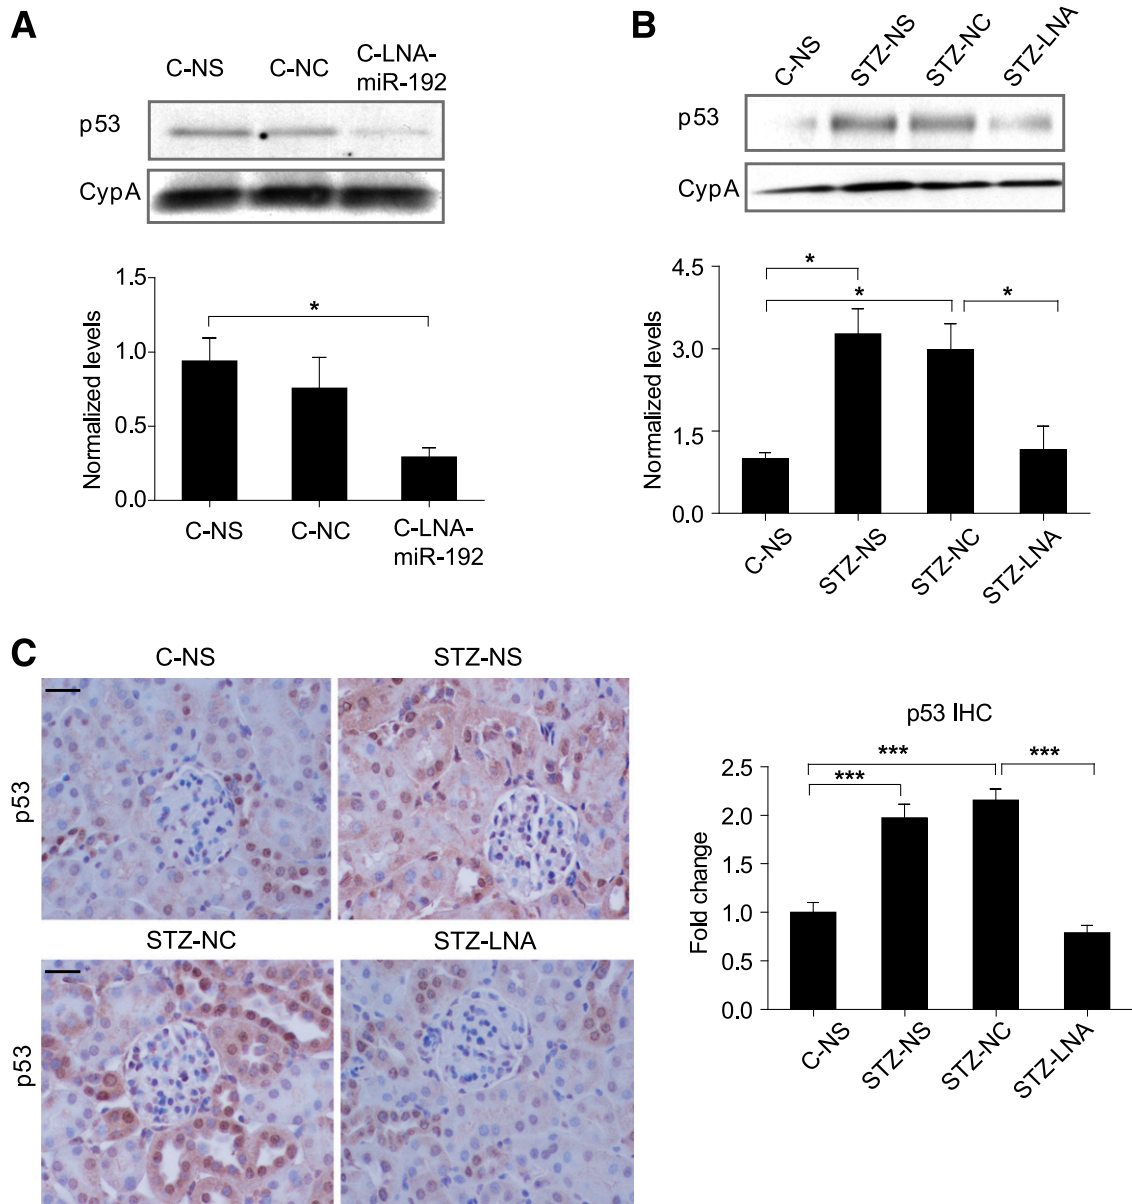 A
C-NS
C-NC
C-LNA-
miR-192
p53
CypA
1.5
1.0
0.5
0.0
Normalized levels
*
C-NS
C-NC
C-LNA-
miR-192
B
C-NS
STZ-NS
STZ-NC
STZ-LNA
p53
CypA
4.5
3.0
1.5
0.0
Normalized levels
*
*
*
C-NS
STZ-NS
STZ-NC
STZ-LNA
C
C-NS
STZ-NS
p53
STZ-NC
STZ-LNA
p53
p53 IHC
***
***
***
2.5
2.0
1.5
1.0
0.5
0.0
Fold change
C-NS
STZ-NS
STZ-NC
STZ-LNA